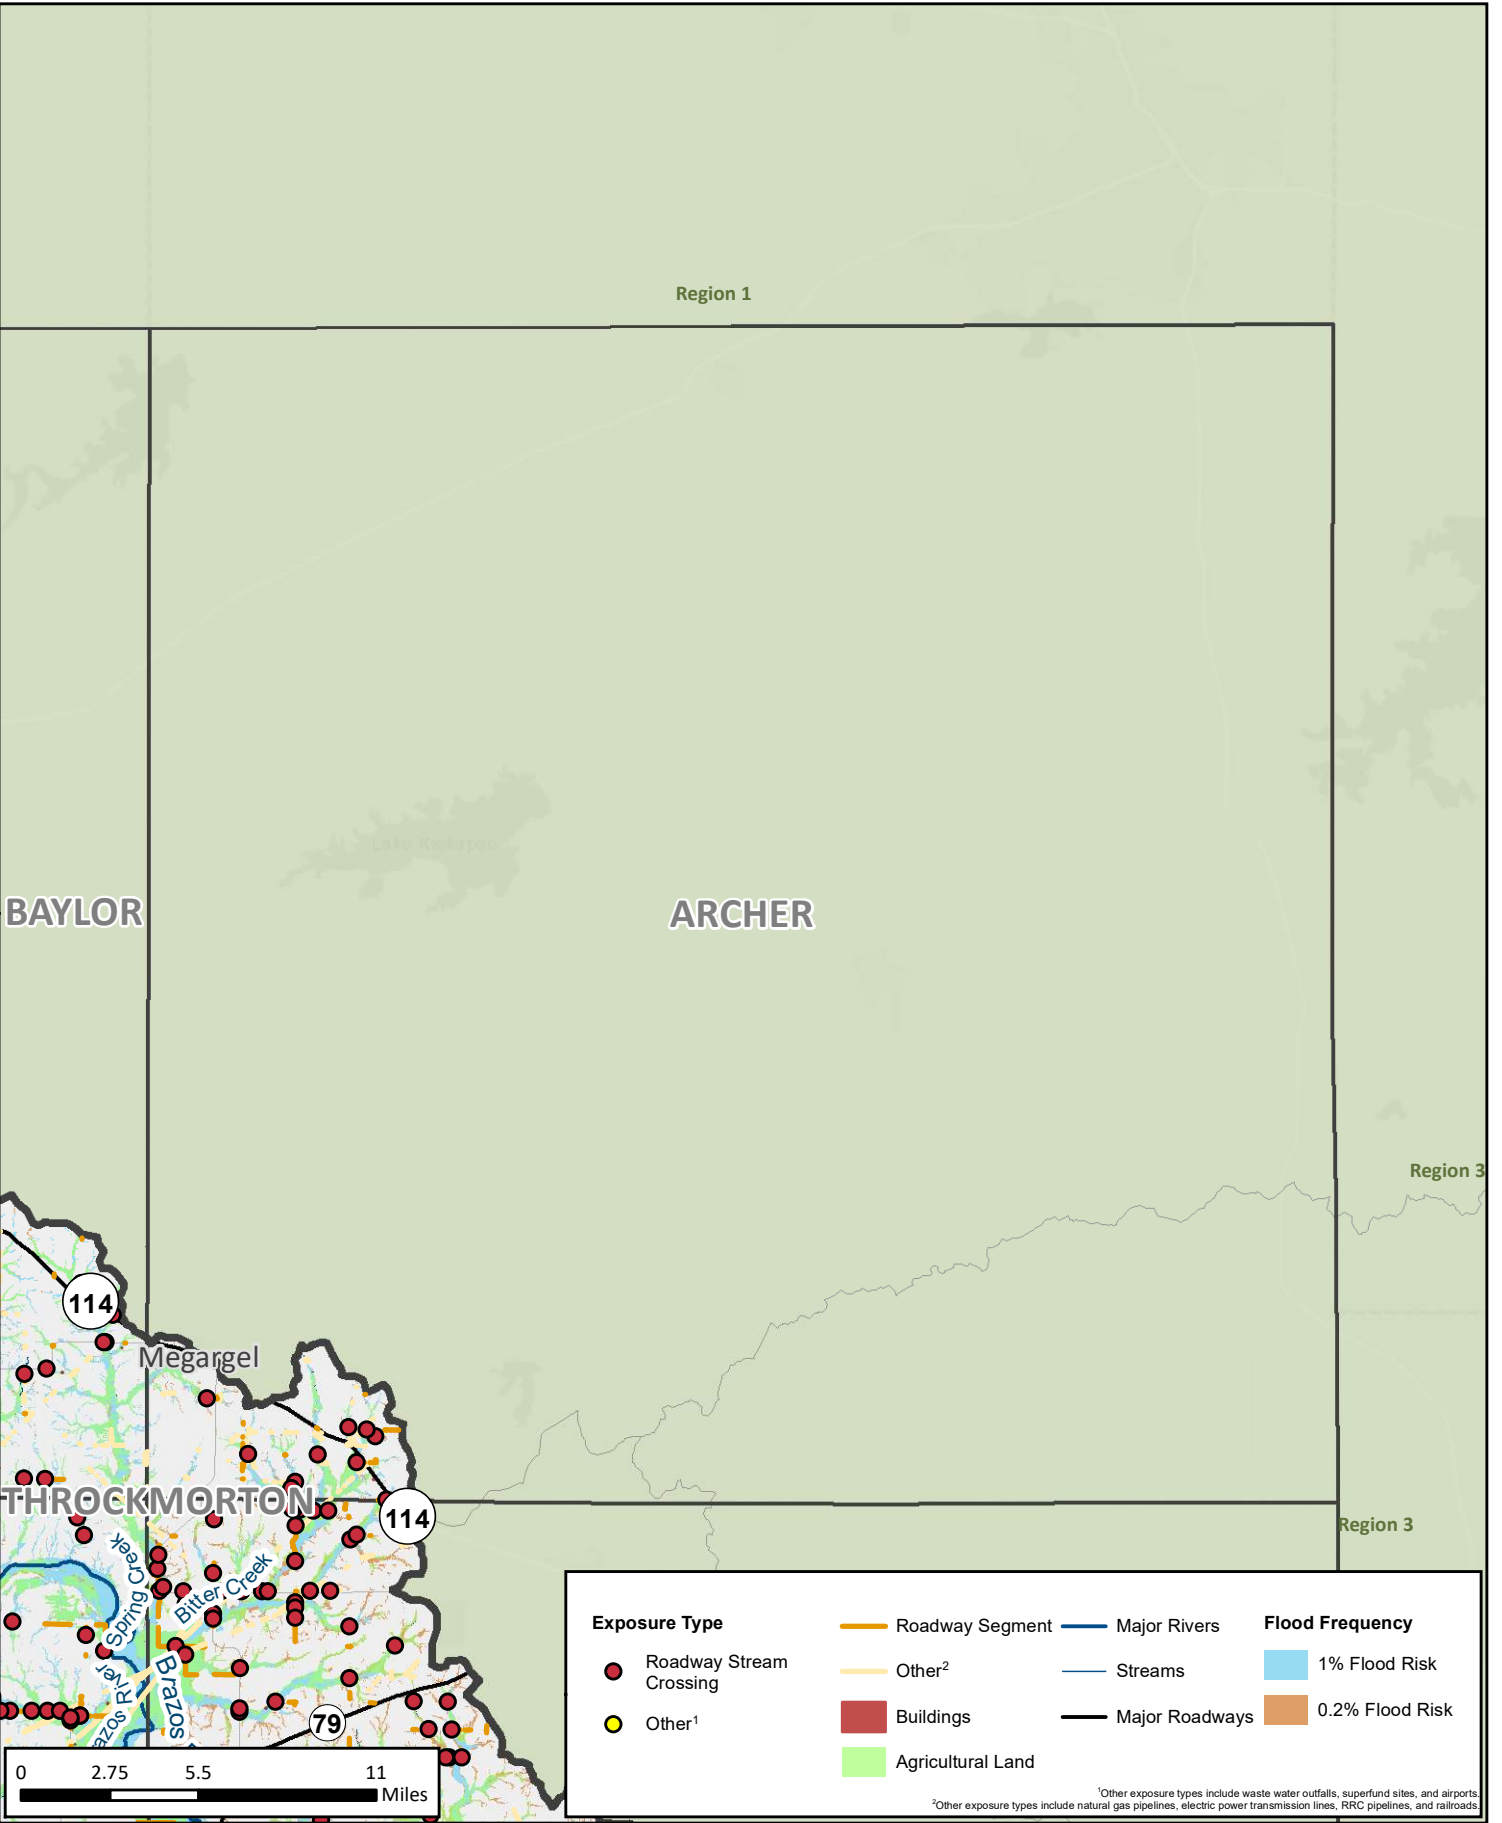 Region 1
Lake Kickapoo
BAYLOR
ARCHER
Region 3
114
Megargel
THROCKMORTON
114
Region 3
Spring Creek
Bitter Creek
Brazos
azos River
79
0 2.75 5.5 11
Miles
Exposure Type
Roadway Stream
Crossing
Other1
Roadway Segment
Other2
Buildings
Agricultural Land
Major Rivers
Streams
Major Roadways
Flood Frequency
1% Flood Risk
0.2% Flood Risk
1Other exposure types include waste water outfalls, superfund sites, and airports.
2Other exposure types include natural gas pipelines, electric power transmission lines, RRC pipelines, and railroads.